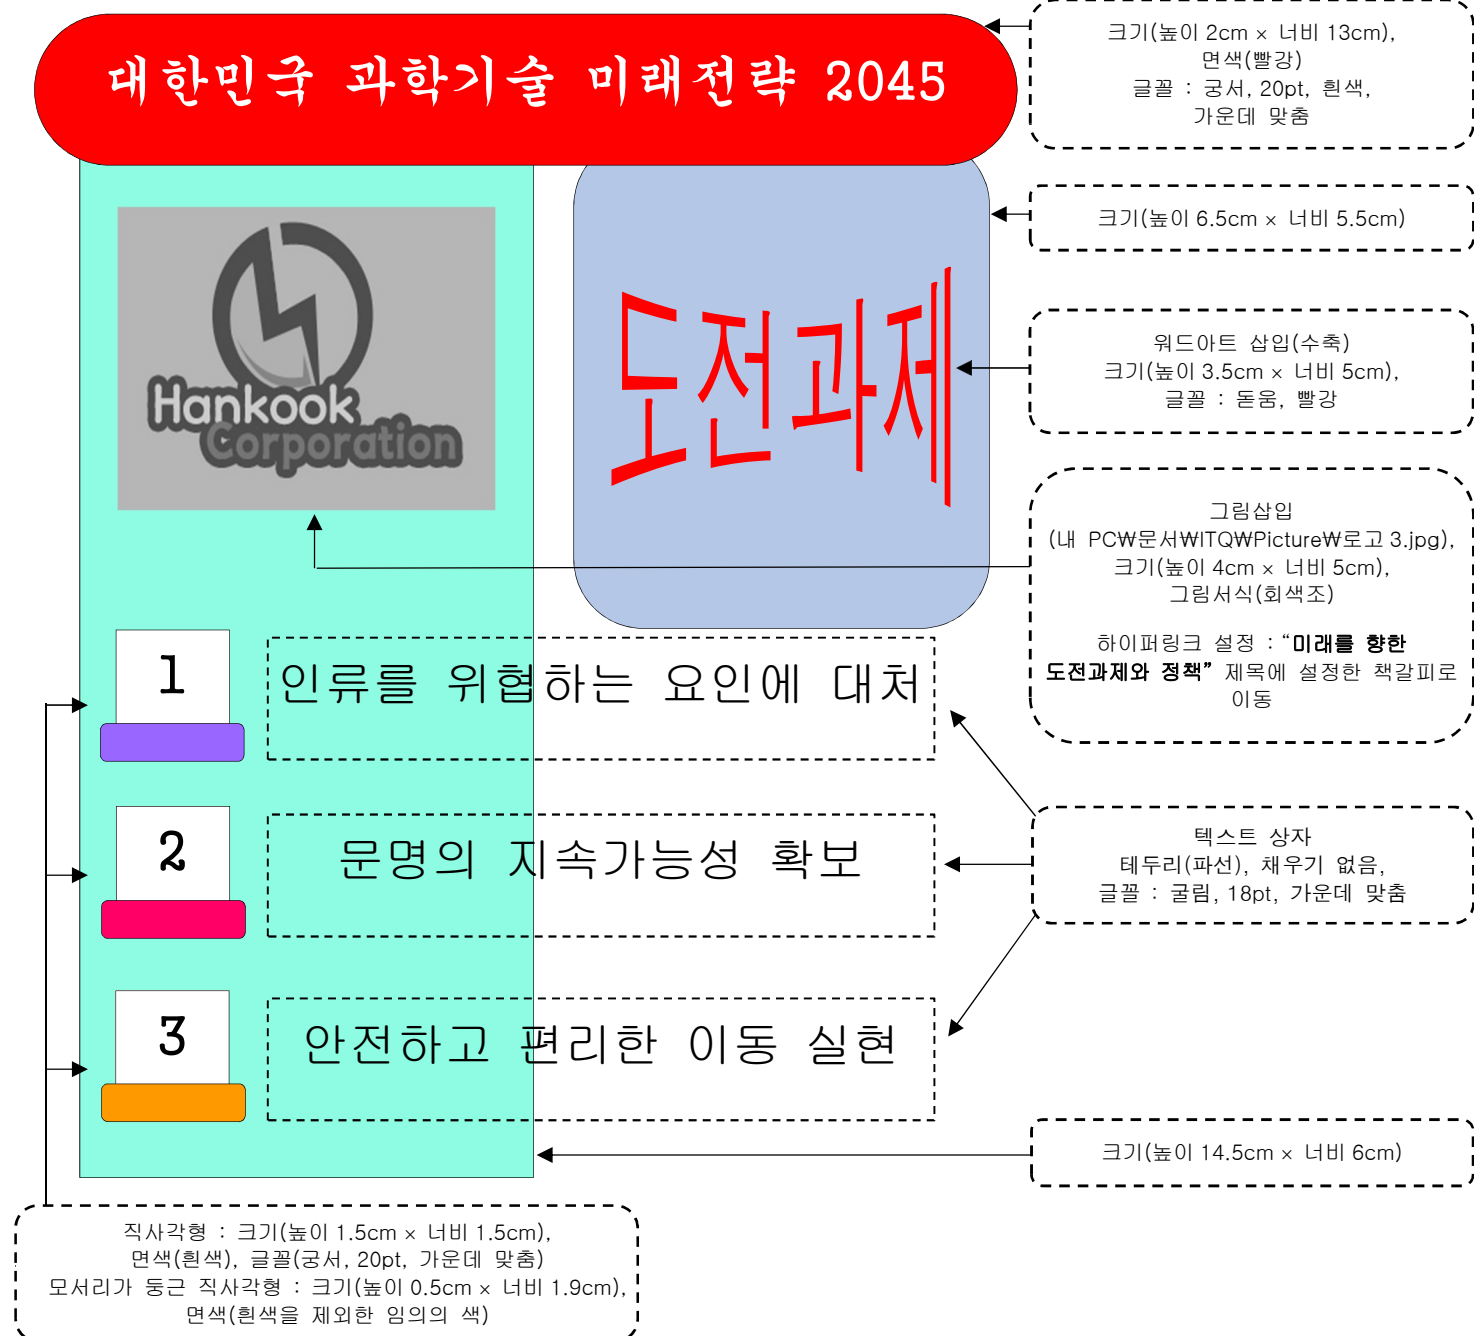 대한민국 과학기술 미래전략 2045
크기(높이 2cm × 너비 13cm),
면색(빨강)
글꼴 : 궁서, 20pt, 흰색,
가운데 맞춤
크기(높이 6.5cm × 너비 5.5cm)
Hankook
Corporation
도전과제
워드아트 삽입(수축)
크기(높이 3.5cm × 너비 5cm),
글꼴 : 돋움, 빨강
그림삽입
(내 PC₩문서₩ITQ₩Picture₩로고 3.jpg),
크기(높이 4cm × 너비 5cm),
그림서식(회색조)
하이퍼링크 설정 : “미래를 향한
도전과제와 정책” 제목에 설정한 책갈피로
이동
1
인류를 위협하는 요인에 대처
2
문명의 지속가능성 확보
텍스트 상자
테두리(파선), 채우기 없음,
글꼴 : 굴림, 18pt, 가운데 맞춤
3
안전하고 편리한 이동 실현
크기(높이 14.5cm × 너비 6cm)
직사각형 : 크기(높이 1.5cm × 너비 1.5cm),
면색(흰색), 글꼴(궁서, 20pt, 가운데 맞춤)
모서리가 둥근 직사각형 : 크기(높이 0.5cm × 너비 1.9cm),
면색(흰색을 제외한 임의의 색)